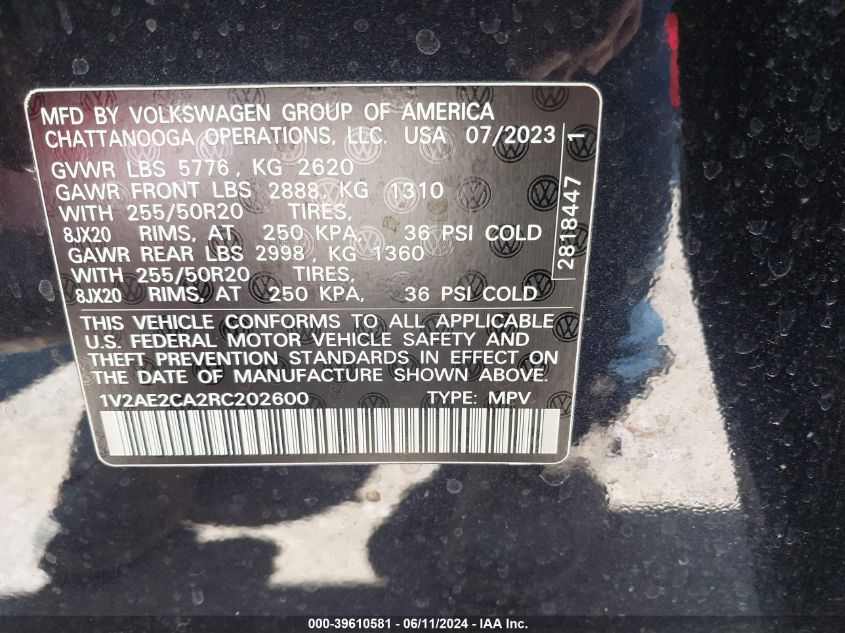 MFD BY VOLKSWAGEN GROUP OF AMERICA
CHATTANOOGA OPERATIONS, LLC. USA 07/2023
GVWR LBS 5776, KG 2620
GAWR FRONT LBS 2888, KG 1310
WITH 255/50R20 TIRES,
8JX20 RIMS, AT 250 KPA, 36 PSI COLD
GAWR REAR LBS 2998, KG 1360
WITH 255/50R20 TIRES,
8JX20 RIMS, AT 250 KPA, 36 PSI COLD
2818447 1
THIS VEHICLE CONFORMS TO ALL APPLICABLE
U.S. FEDERAL MOTOR VEHICLE SAFETY AND
THEFT PREVENTION STANDARDS IN EFFECT ON
THE DATE OF MANUFACTURE SHOWN ABOVE.
1V2AE2CA2RC202600 TYPE: MPV
000-39610581 - 06/11/2024 - IAA Inc.